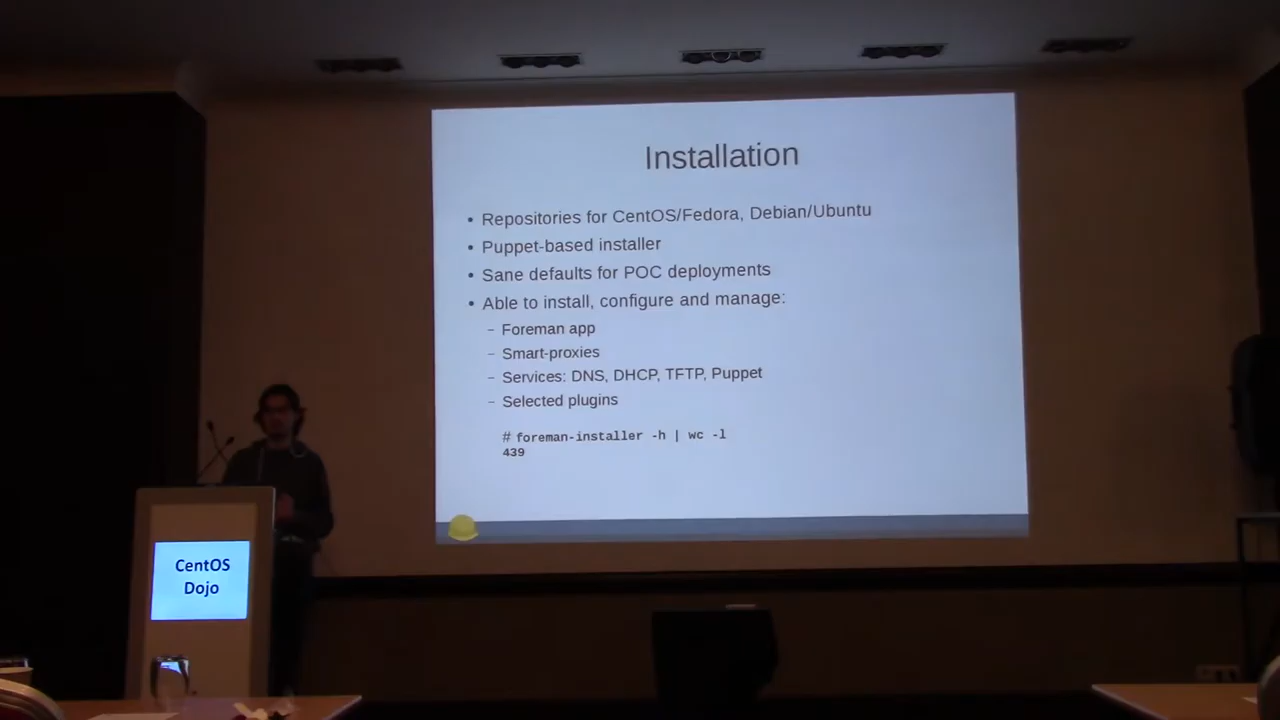 Installation
• Repositories for CentOS/Fedora, Debian/Ubuntu
• Puppet-based installer
• Sane defaults for POC deployments
• Able to install, configure and manage:
– Foreman app
– Smart-proxies
– Services: DNS, DHCP, TFTP, Puppet
– Selected plugins
# foreman-installer -h | wc -l
439
CentOS
Dojo